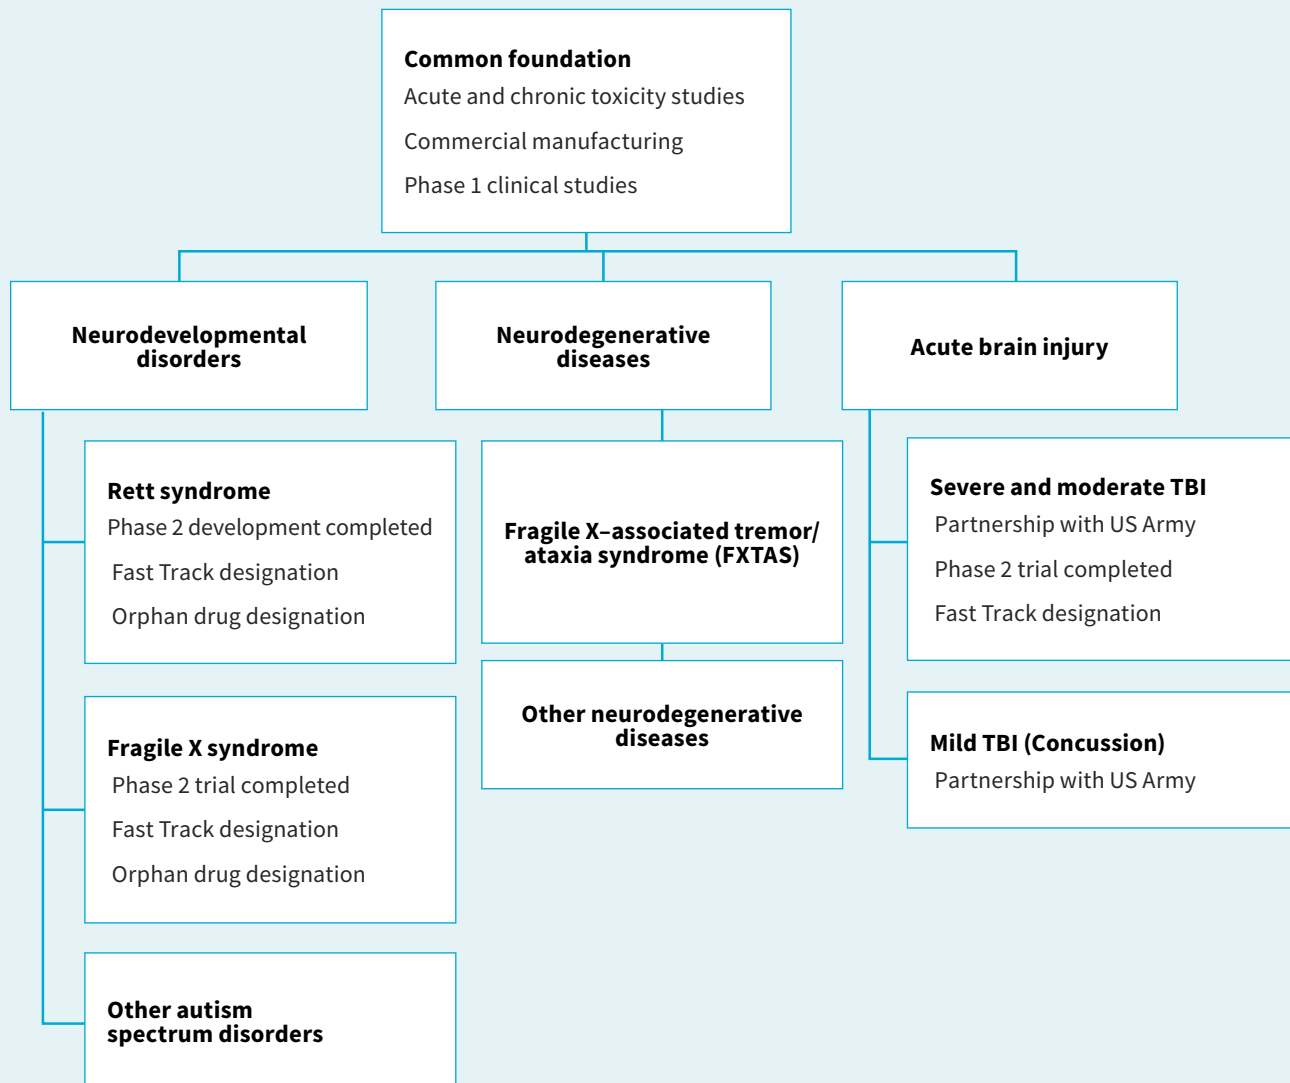 Common foundation
Acute and chronic toxicity studies
Commercial manufacturing
Phase 1 clinical studies
Neurodevelopmental
disorders
Neurodegenerative
diseases
Acute brain injury
Rett syndrome
Phase 2 development completed
Fast Track designation
Orphan drug designation
Fragile X syndrome
Phase 2 trial completed
Fast Track designation
Orphan drug designation
Other autism
spectrum disorders
Fragile X–associated tremor/
ataxia syndrome (FXTAS)
Other neurodegenerative
diseases
Severe and moderate TBI
Partnership with US Army
Phase 2 trial completed
Fast Track designation
Mild TBI (Concussion)
Partnership with US Army